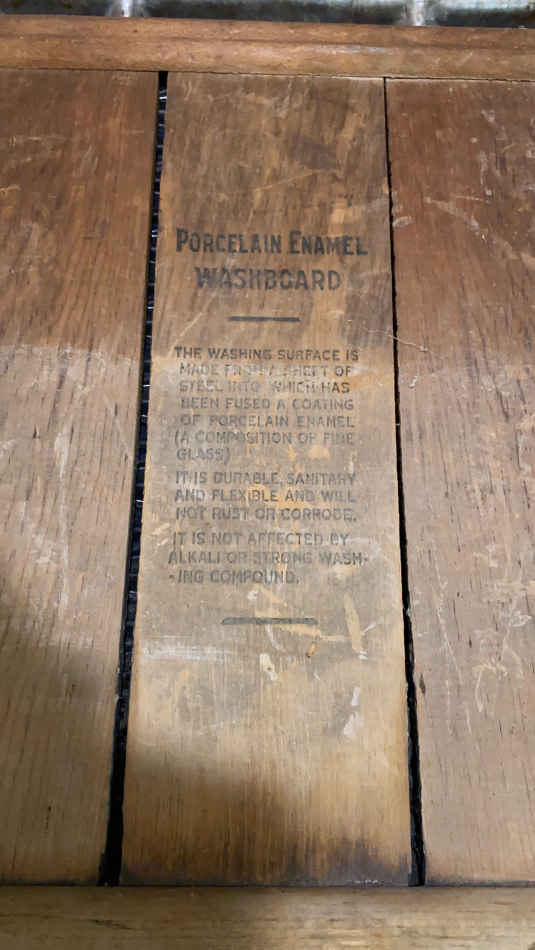 PORCELAIN ENAMEL
WASHBOARD
THE WASHING SURFACE IS
MADE FROM A SHEET OF
STEEL INTO WHICH HAS
BEEN FUSED A COATING
OF PORCELAIN ENAMEL
(A COMPOSITION OF FINE
GLASS)
IT IS DURABLE, SANITARY
AND FLEXIBLE AND WILL
NOT RUST OR CORRODE.
IT IS NOT AFFECTED BY
ALKALI OR STRONG WASH-
-ING COMPOUND.